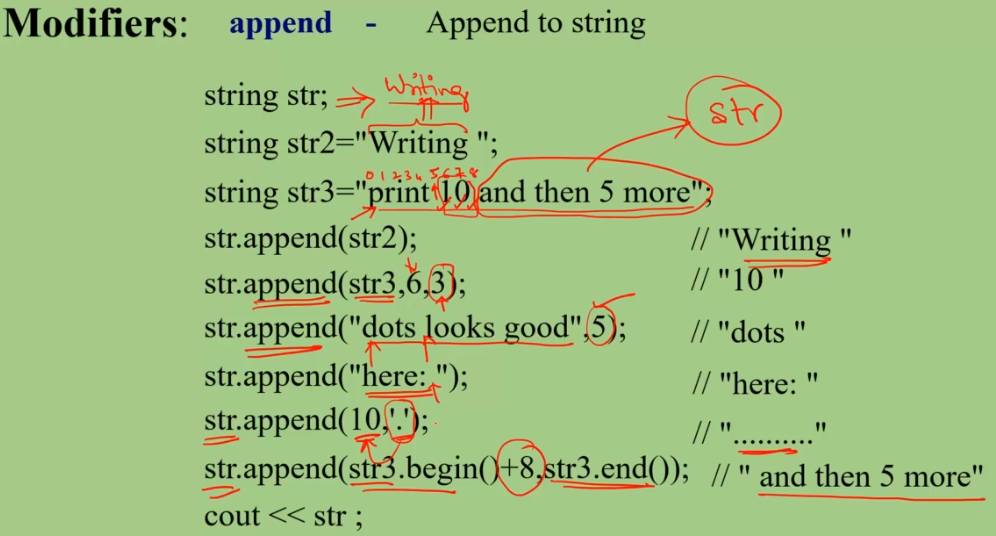 Modifiers: append - Append to string
string str; Writing
str
string str2="Writing ";
0 1 2 3 4 5 6 7 8
string str3="print 10 and then 5 more";
str.append(str2); // "Writing "
str.append(str3,6,3); // "10 "
str.append("dots looks good",5); // "dots "
str.append("here: "); // "here: "
str.append(10,'.'); // ".........."
str.append(str3.begin()+8,str3.end()); // " and then 5 more"
cout << str ;